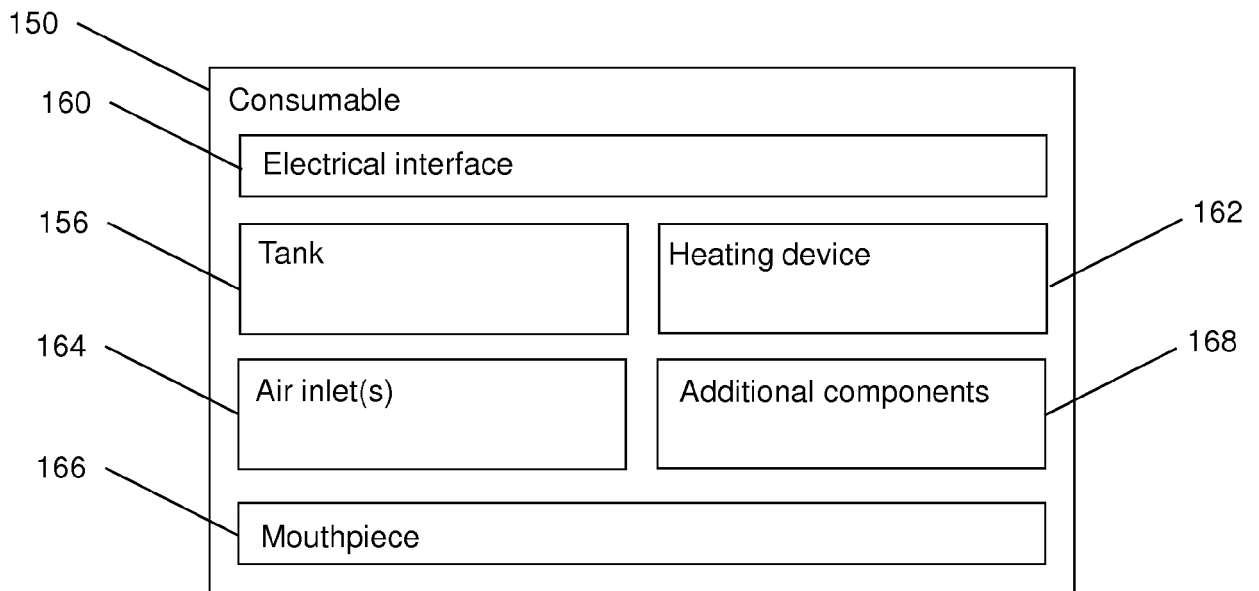 150
Consumable
160
Electrical interface
156
Tank
Heating device
162
164
Air inlet(s)
Additional components
168
166
Mouthpiece